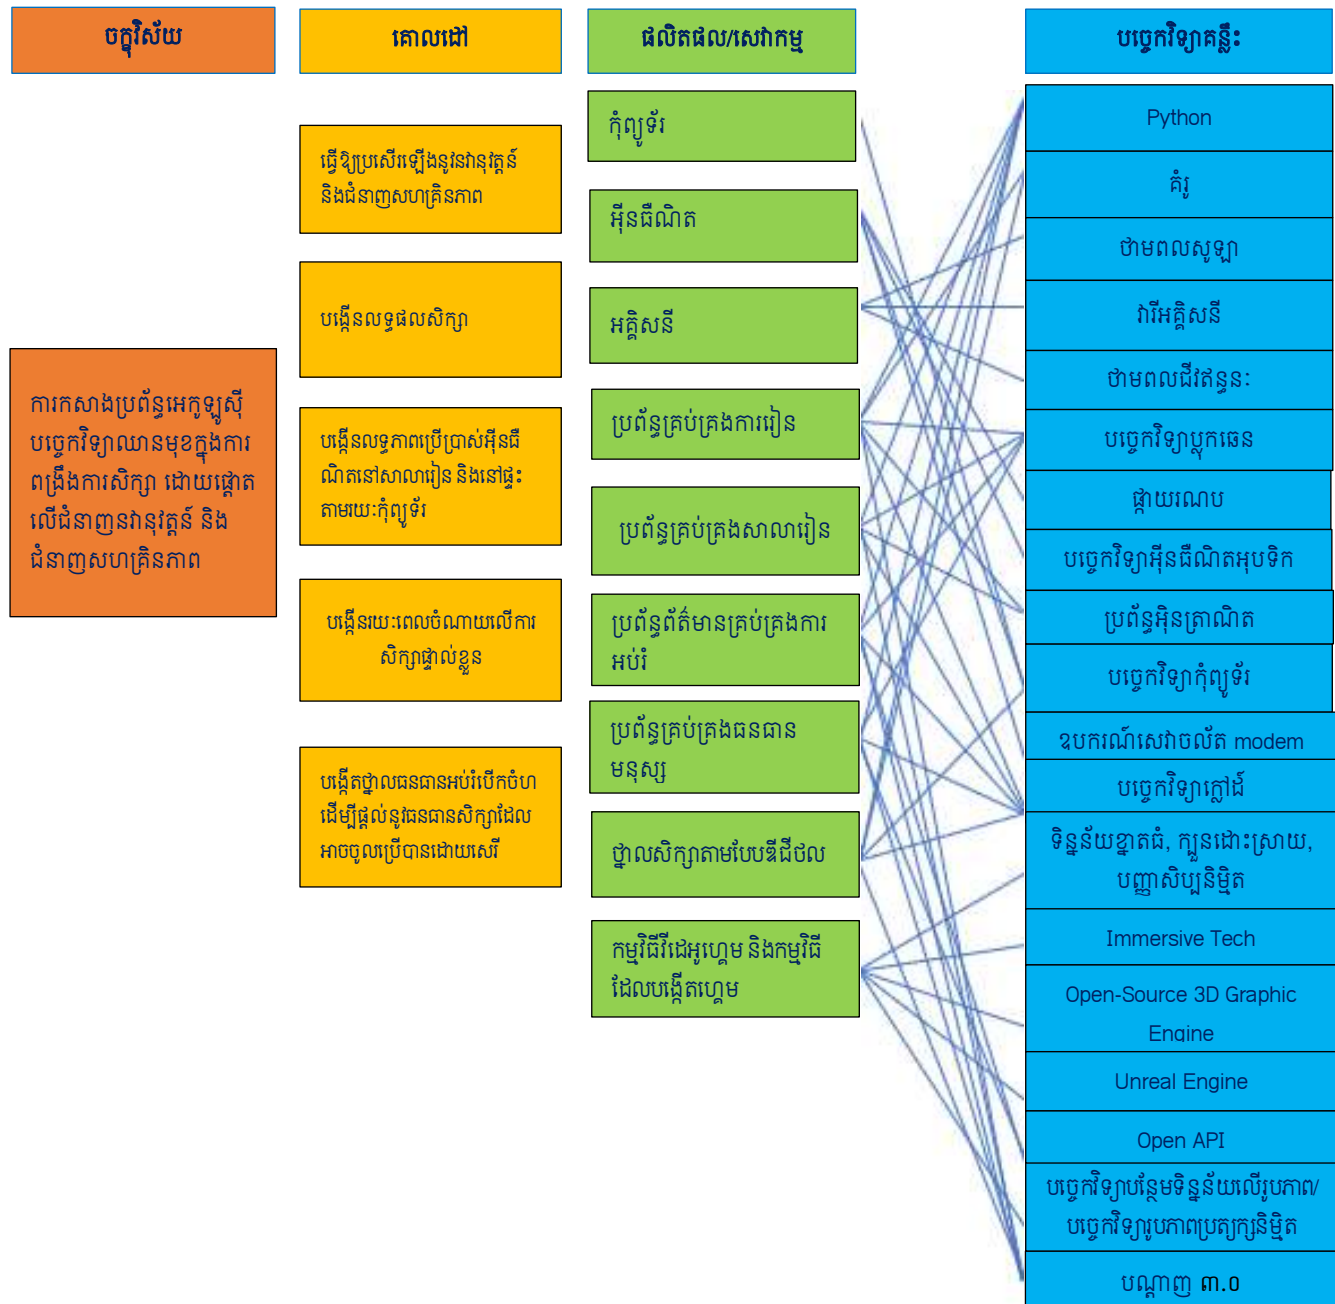 ចក្ខុវិស័យ
គោលដៅ
ផលិតផល/សេវាកម្ម
បច្ចេកវិទ្យាគន្លឹះ
ការកសាងប្រព័ន្ធអេកូឡូស៊ី
បច្ចេកវិទ្យាឈានមុខក្នុងការ
ពង្រឹងការសិក្សា ដោយផ្តោត
លើជំនាញនវានុវត្តន៍ និង
ជំនាញសហគ្រិនភាព
ធ្វើឱ្យប្រសើរឡើងនូវនវានុវត្តន៍
និងជំនាញសហគ្រិនភាព
បង្កើនលទ្ធផលសិក្សា
បង្កើនលទ្ធភាពប្រើប្រាស់អ៊ីនធឺ
ណិតនៅសាលារៀន និងនៅផ្ទះ
តាមរយៈកុំព្យូទ័រ
បង្កើនរយៈពេលចំណាយលើការ
សិក្សាផ្ទាល់ខ្លួន
បង្កើតថ្នាលធនធានអប់រំបើកចំហ
ដើម្បីផ្តល់នូវធនធានសិក្សាដែល
អាចចូលប្រើបានដោយសេរី
កុំព្យូទ័រ
អ៊ីនធឺណិត
អគ្គិសនី
ប្រព័ន្ធគ្រប់គ្រងការរៀន
ប្រព័ន្ធគ្រប់គ្រងសាលារៀន
ប្រព័ន្ធព័ត៌មានគ្រប់គ្រងការ
អប់រំ
ប្រព័ន្ធគ្រប់គ្រងធនធាន
មនុស្ស
ថ្នាលសិក្សាតាមបែបឌីជីថល
កម្មវិធីវីដេអូហ្គេម និងកម្មវិធី
ដែលបង្កើតហ្គេម
Python
គំរូ
ថាមពលសូឡា
វារីអគ្គិសនី
ថាមពលជីវឥន្ធនៈ
បច្ចេកវិទ្យាប្លុកឆេន
ផ្កាយរណប
បច្ចេកវិទ្យាអ៊ីនធឺណិតអុបទិក
ប្រព័ន្ធអ៊ិនត្រាណិត
បច្ចេកវិទ្យាកុំព្យូទ័រ
ឧបករណ៍សេវាចល័ត modem
បច្ចេកវិទ្យាក្លៅដ៍
ទិន្នន័យខ្នាតធំ, ក្បួនដោះស្រាយ,
បញ្ញាសិប្បនិម្មិត
Immersive Tech
Open-Source 3D Graphic
Engine
Unreal Engine
Open API
បច្ចេកវិទ្យាបន្ថែមទិន្នន័យលើរូបភាព/
បច្ចេកវិទ្យារូបភាពប្រត្យក្សនិម្មិត
បណ្តាញ ៣.០